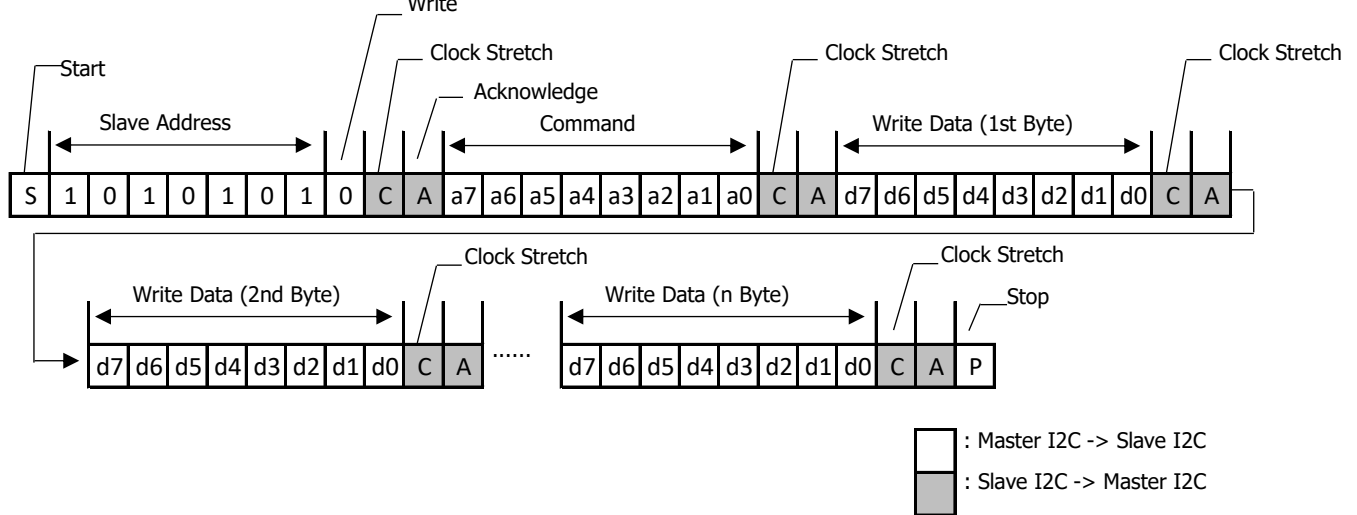 Write
Start Clock Stretch Clock Stretch Clock Stretch
Acknowledge
Slave Address Command Write Data (1st Byte)
S 1 0 1 0 1 0 1 0 C A a7 a6 a5 a4 a3 a2 a1 a0 C A d7 d6 d5 d4 d3 d2 d1 d0 C A
Clock Stretch Clock Stretch
Write Data (2nd Byte) Write Data (n Byte) Stop
d7 d6 d5 d4 d3 d2 d1 d0 C A ...... d7 d6 d5 d4 d3 d2 d1 d0 C A P
: Master I2C -> Slave I2C
: Slave I2C -> Master I2C